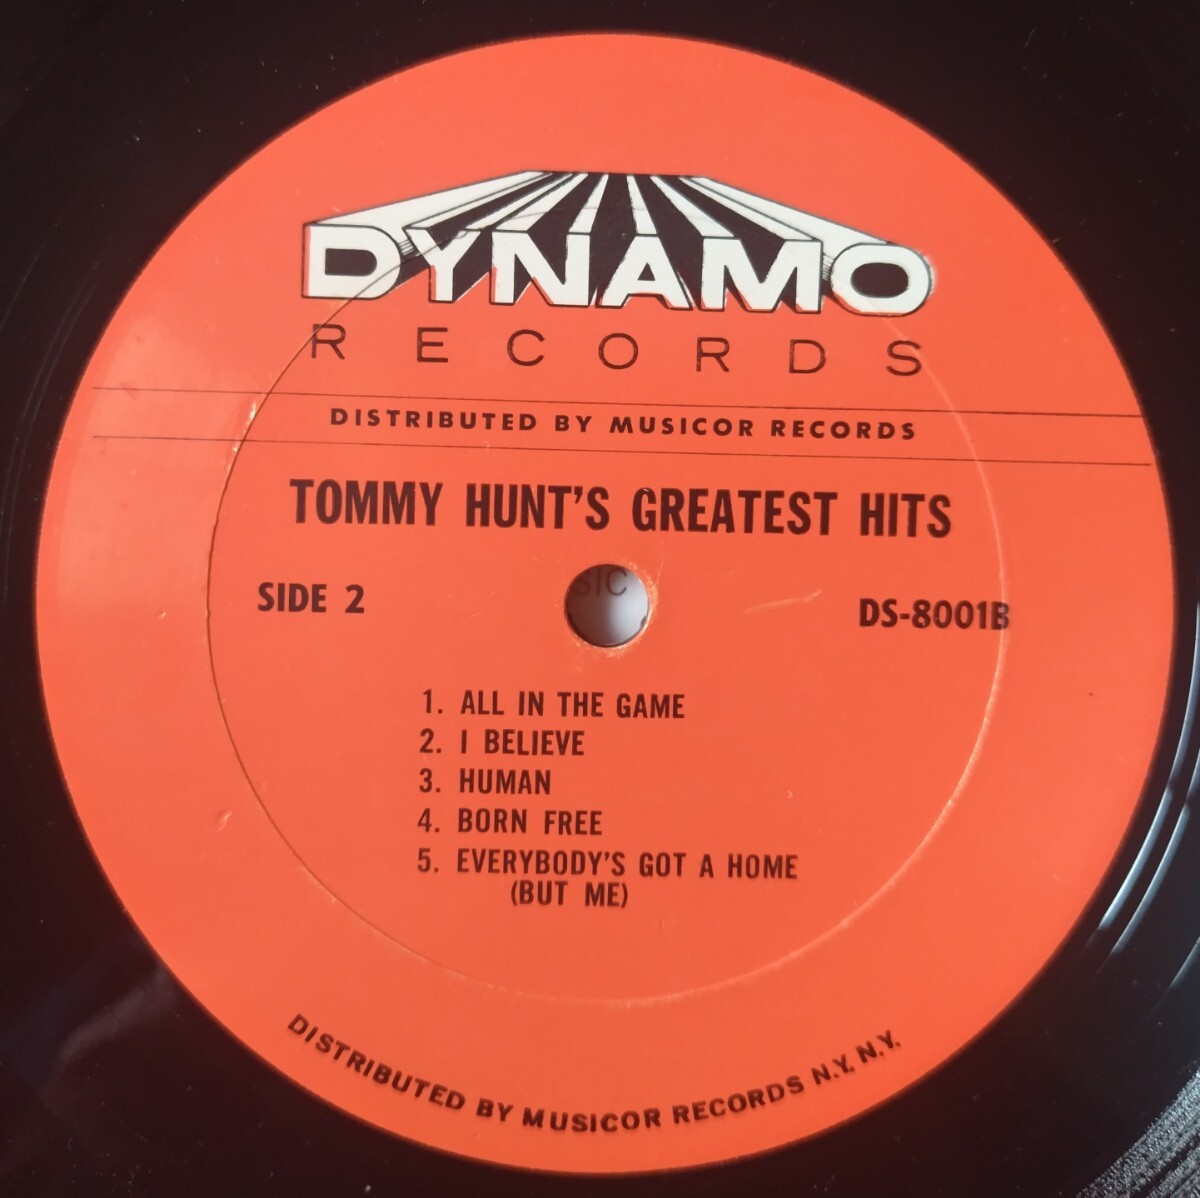 DYNAMO
RECORDS
DISTRIBUTED BY MUSICOR RECORDS
TOMMY HUNT'S GREATEST HITS
SIDE 2
DS-8001B
1. ALL IN THE GAME
2. I BELIEVE
3. HUMAN
4. BORN FREE
5. EVERYBODY'S GOT A HOME
(BUT ME)
DISTRIBUTED BY MUSICOR RECORDS N.Y. N.Y.